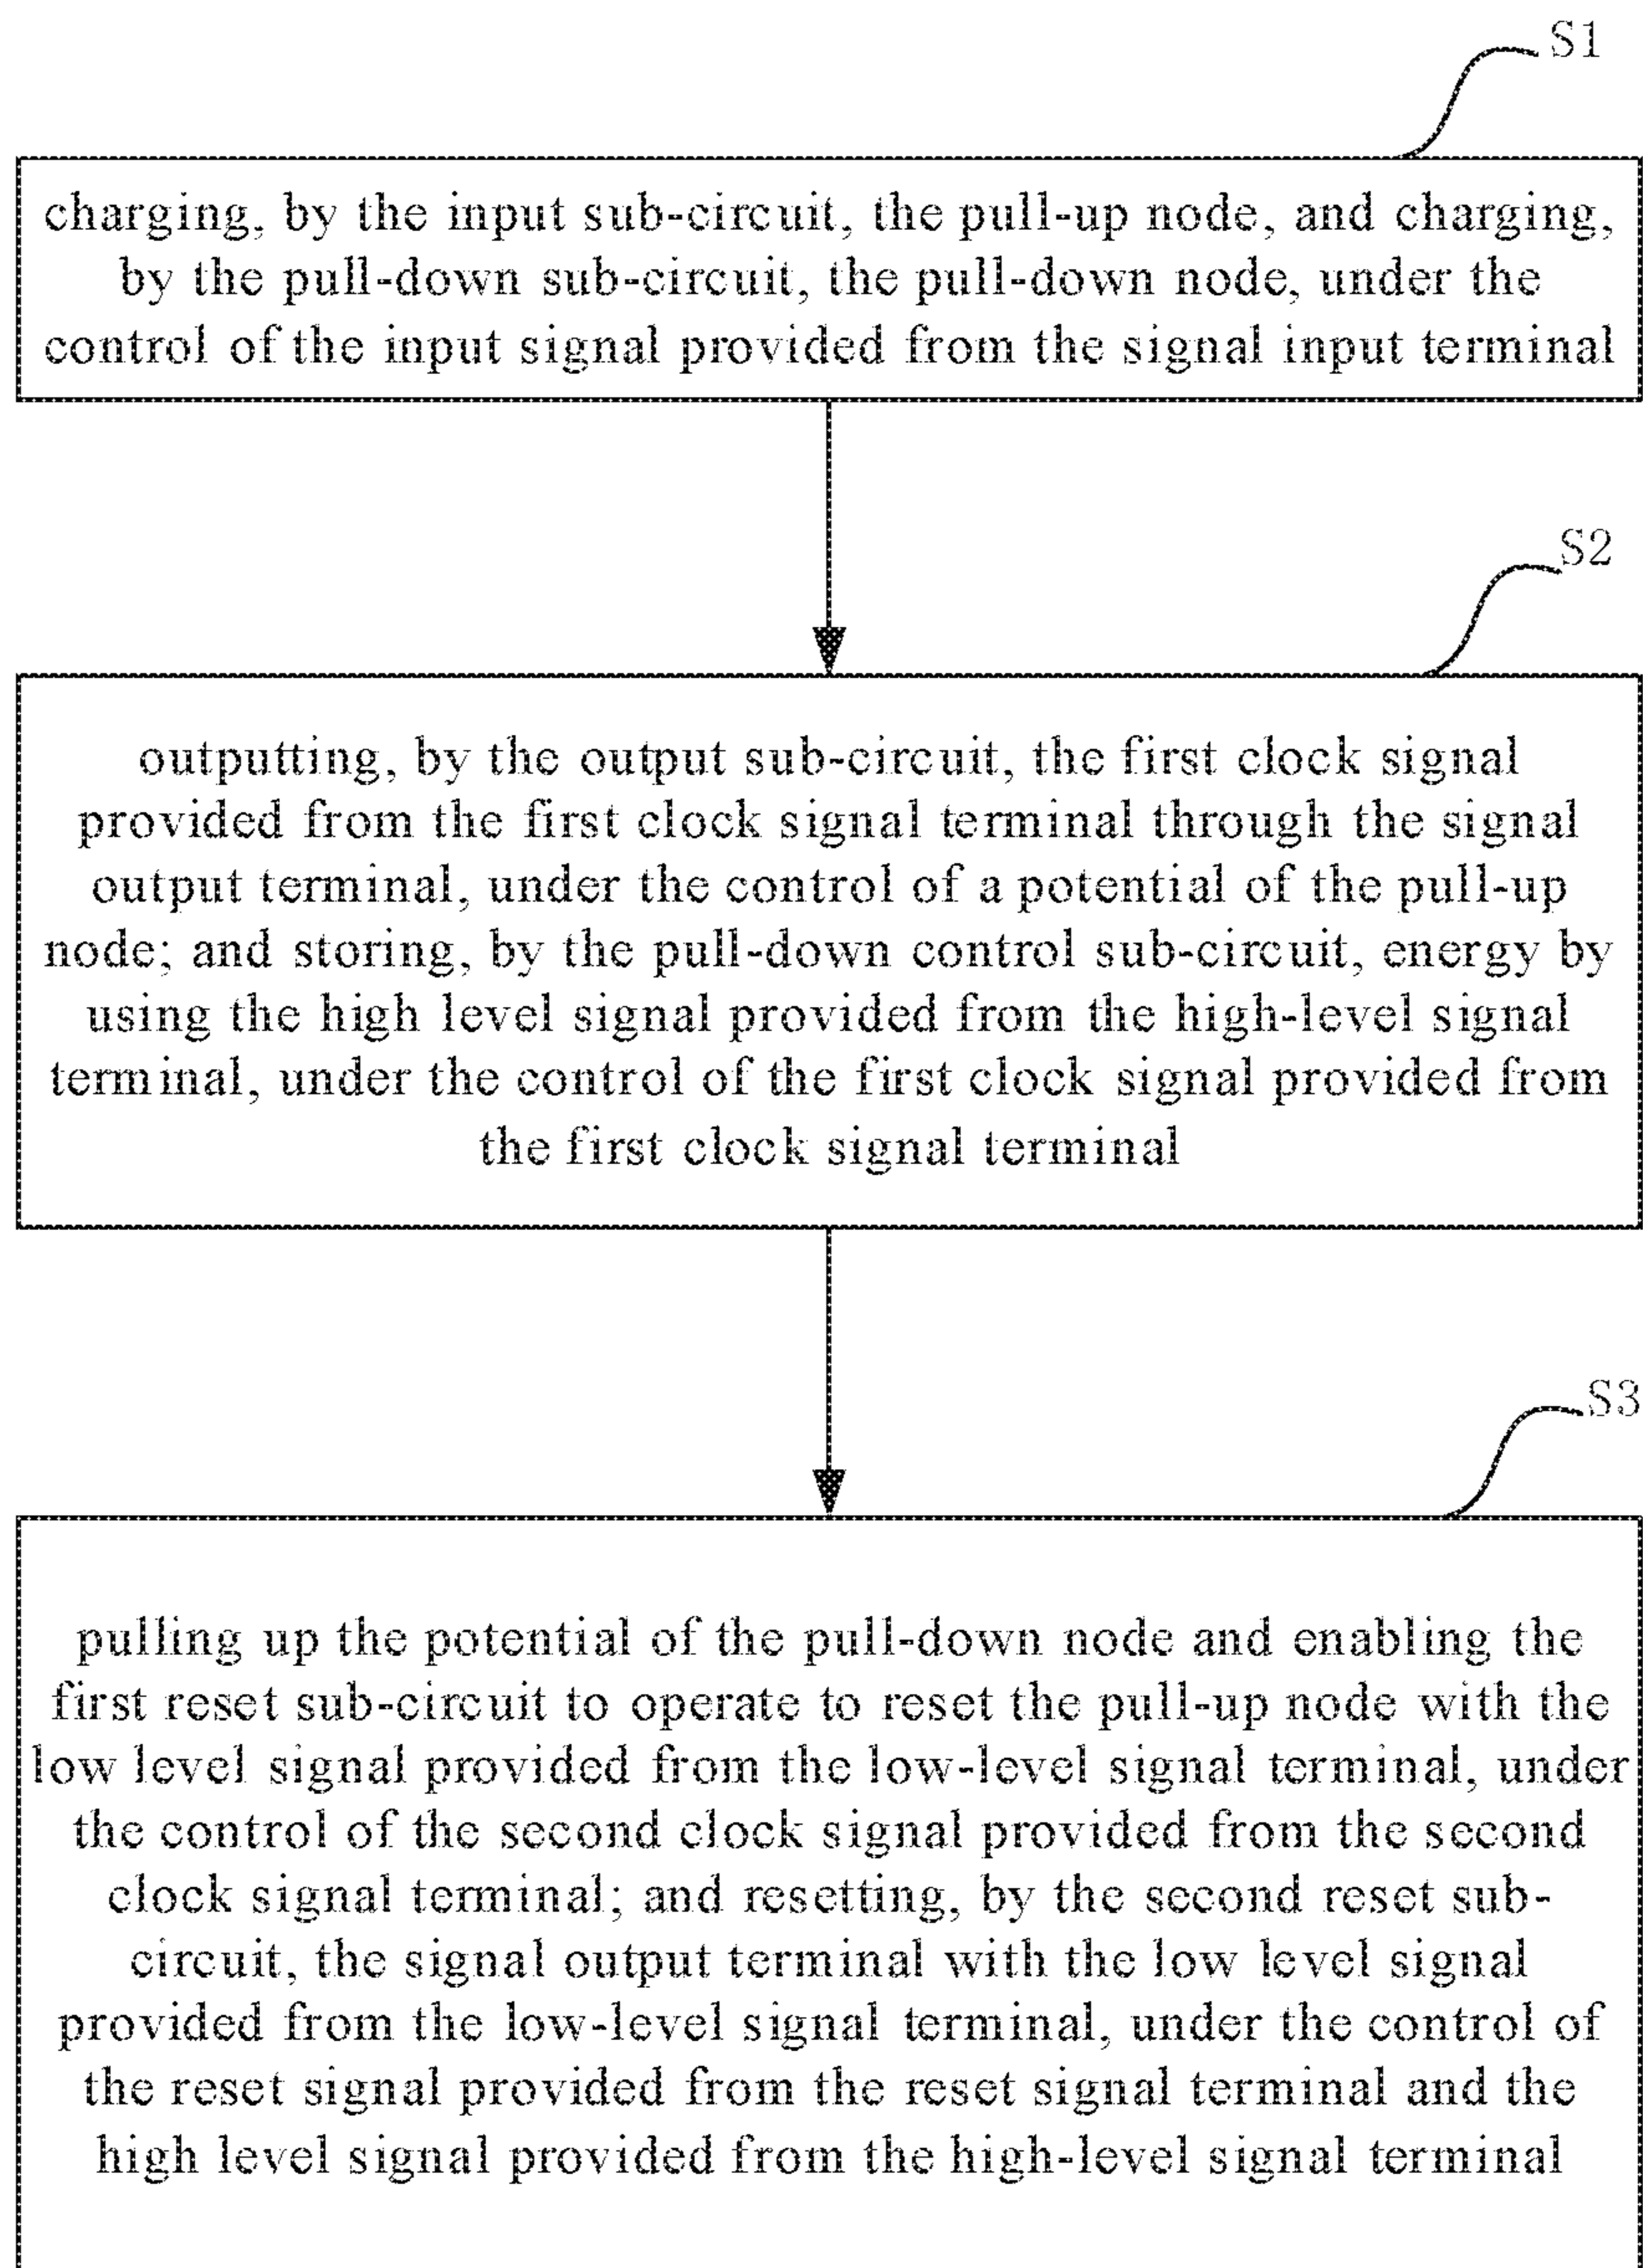 S1
charging, by the input sub-circuit, the pull-up node, and charging,
by the pull-down sub-circuit, the pull-down node, under the
control of the input signal provided from the signal input terminal
S2
outputting, by the output sub-circuit, the first clock signal
provided from the first clock signal terminal through the signal
output terminal, under the control of a potential of the pull-up
node; and storing, by the pull-down control sub-circuit, energy by
using the high level signal provided from the high-level signal
terminal, under the control of the first clock signal provided from
the first clock signal terminal
S3
pulling up the potential of the pull-down node and enabling the
first reset sub-circuit to operate to reset the pull-up node with the
low level signal provided from the low-level signal terminal, under
the control of the second clock signal provided from the second
clock signal terminal; and resetting, by the second reset sub-
circuit, the signal output terminal with the low level signal
provided from the low-level signal terminal, under the control of
the reset signal provided from the reset signal terminal and the
high level signal provided from the high-level signal terminal